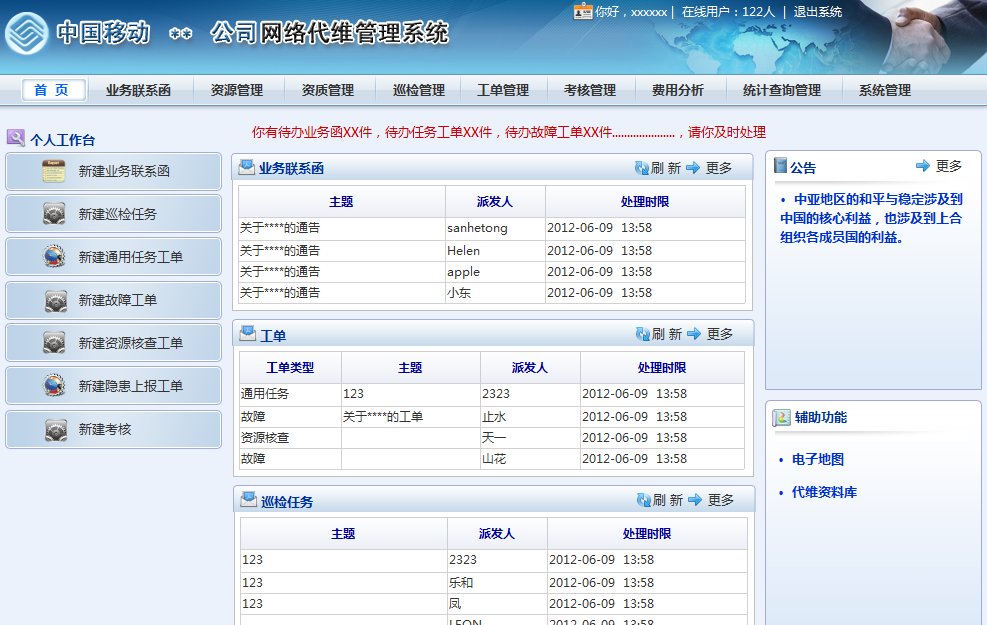 你好，xxxxxx | 在线用户：122人 | 退出系统
中国移动 ** 公司网络代维管理系统
首 页 业务联系函 资源管理 资质管理 巡检管理 工单管理 考核管理 费用分析 统计查询管理 系统管理
你有待办业务函XX件，待办任务工单XX件，待办故障工单XX件.....................，请你及时处理
个人工作台
新建业务联系函
新建巡检任务
新建通用任务工单
新建故障工单
新建资源核查工单
新建隐患上报工单
新建考核
业务联系函 刷 新 更多
主题 派发人 处理时限
关于****的通告 sanhetong 2012-06-09 13:58
关于****的通告 Helen 2012-06-09 13:58
关于****的通告 apple 2012-06-09 13:58
关于****的通告 小东 2012-06-09 13:58
工单 刷 新 更多
工单类型 主题 派发人 处理时限
通用任务 123 2323 2012-06-09 13:58
故障 关于****的工单 止水 2012-06-09 13:58
资源核查 天一 2012-06-09 13:58
故障 山花 2012-06-09 13:58
巡检任务 刷 新 更多
主题 派发人 处理时限
123 2323 2012-06-09 13:58
123 乐和 2012-06-09 13:58
123 凤 2012-06-09 13:58
LEON 2012-06-09 13:58
公告 更多
• 中亚地区的和平与稳定涉及到
中国的核心利益，也涉及到上合
组织各成员国的利益。
辅助功能
• 电子地图
• 代维资料库